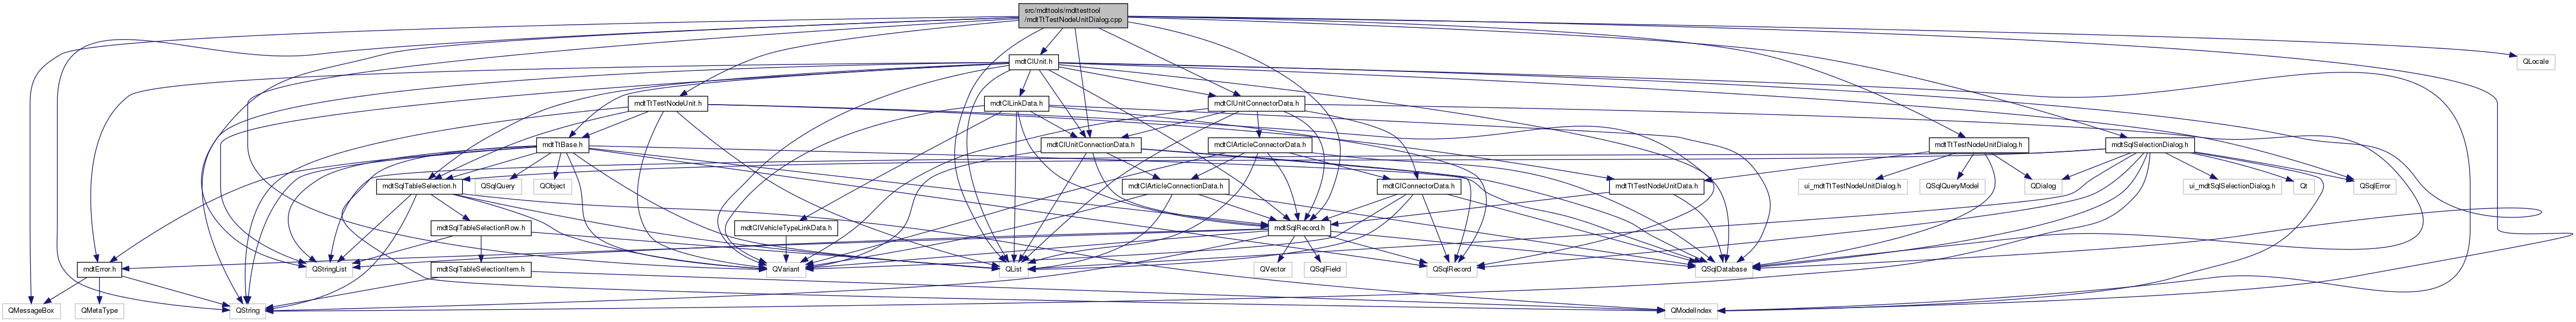 src/mdttools/mdttesttool
/mdtTtTestNodeUnitDialog.cpp
mdtClUnit.h
QLocale
mdtTtTestNodeUnit.h
mdtClLinkData.h
mdtClUnitConnectorData.h
mdtTtBase.h
mdtClUnitConnectionData.h
mdtClArticleConnectorData.h
mdtTtTestNodeUnitDialog.h
mdtSqlSelectionDialog.h
mdtSqlTableSelection.h
QSqlQuery
QObject
mdtClArticleConnectionData.h
mdtClConnectorData.h
mdtTtTestNodeUnitData.h
ui_mdtTtTestNodeUnitDialog.h
QSqlQueryModel
QDialog
ui_mdtSqlSelectionDialog.h
Qt
QSqlError
mdtSqlTableSelectionRow.h
mdtClVehicleTypeLinkData.h
mdtSqlRecord.h
mdtError.h
QStringList
mdtSqlTableSelectionItem.h
QVariant
QList
QVector
QSqlField
QSqlRecord
QSqlDatabase
QMessageBox
QMetaType
QString
QModelIndex